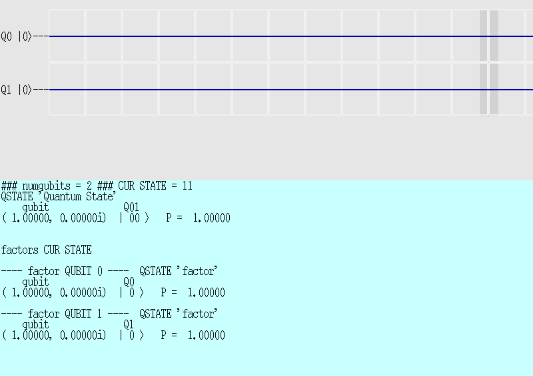 Q0 |0⟩---
Q1 |0⟩---
### numqubits = 2 ### CUR STATE = 11
QSTATE 'Quantum State'
qubit Q01
( 1.00000, 0.00000i) | 00 ) P = 1.00000
factors CUR STATE
---- factor QUBIT 0 ---- QSTATE 'factor'
qubit Q0
( 1.00000, 0.00000i) | 0 ) P = 1.00000
---- factor QUBIT 1 ---- QSTATE 'factor'
qubit Q1
( 1.00000, 0.00000i) | 0 ) P = 1.00000